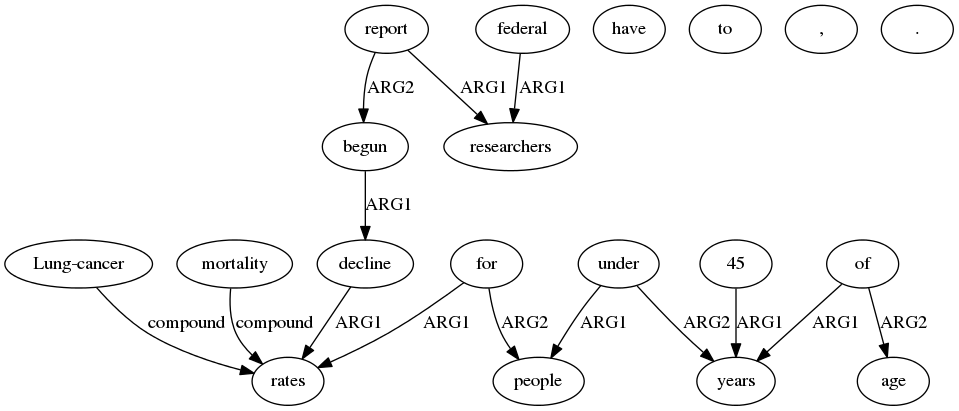 report federal have to , .
ARG2 ARG1 ARG1
begun researchers
ARG1
Lung-cancer mortality decline for under 45 of
compound compound ARG1 ARG1 ARG2 ARG1 ARG2 ARG1 ARG1 ARG2
rates people years age